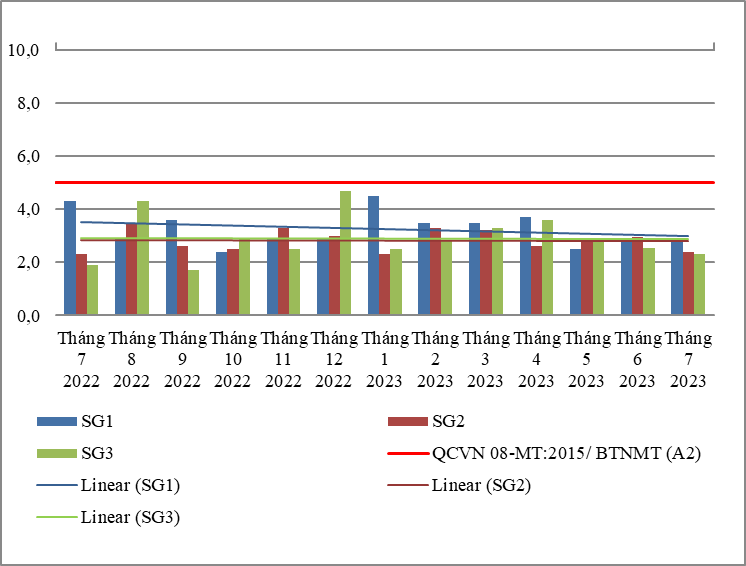 10,0
8,0
6,0
4,0
2,0
0,0
Tháng Tháng Tháng Tháng Tháng Tháng Tháng Tháng Tháng Tháng Tháng Tháng Tháng
7 8 9 10 11 12 1 2 3 4 5 6 7
2022 2022 2022 2022 2022 2022 2023 2023 2023 2023 2023 2023 2023
SG1 SG2
SG3 QCVN 08-MT:2015/ BTNMT (A2)
Linear (SG1) Linear (SG2)
Linear (SG3)